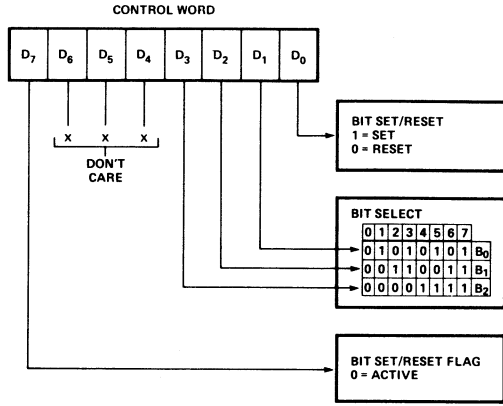 CONTROL WORD
D7 D6 D5 D4 D3 D2 D1 D0
X X X
DON'T
CARE
BIT SET/RESET
1 = SET
0 = RESET
BIT SELECT
0 1 2 3 4 5 6 7
0 1 0 1 0 1 0 1 B0
0 0 1 1 0 0 1 1 B1
0 0 0 0 1 1 1 1 B2
BIT SET/RESET FLAG
0 = ACTIVE